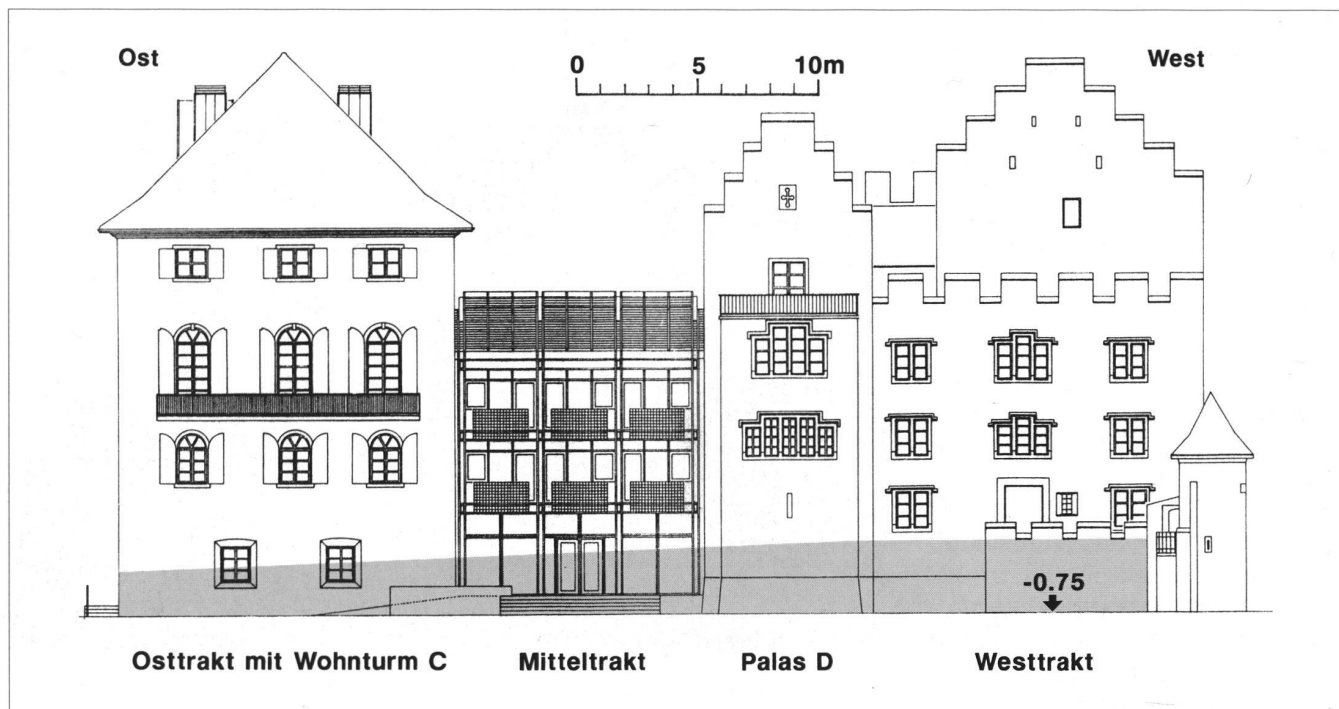 Ost
0 5 10m
West
-0.75
Osttrakt mit Wohnturm C
Mitteltrakt
Palas D
Westtrakt